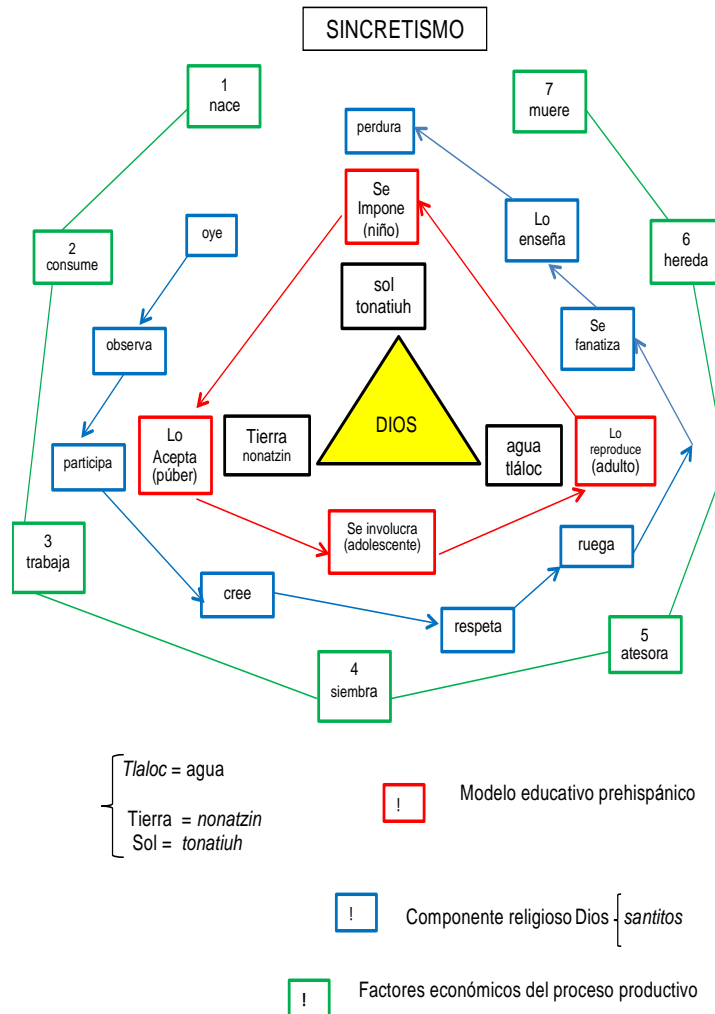 SINCRETISMO
1
nace
7
muere
perdura
Se
Impone
(niño)
Lo
enseña
oye
2
consume
6
hereda
sol
tonatiuh
observa
Se
fanatiza
DIOS
Lo
Acepta
(púber)
Tierra
nonatzin
agua
tláloc
Lo
reproduce
(adulto)
participa
Se involucra
(adolescente)
3
trabaja
ruega
cree
respeta
5
atesora
4
siembra
Tlaloc = agua
Tierra = nonatzin
Sol = tonatiuh
! Modelo educativo prehispánico
! Componente religioso Dios santitos
! Factores económicos del proceso productivo